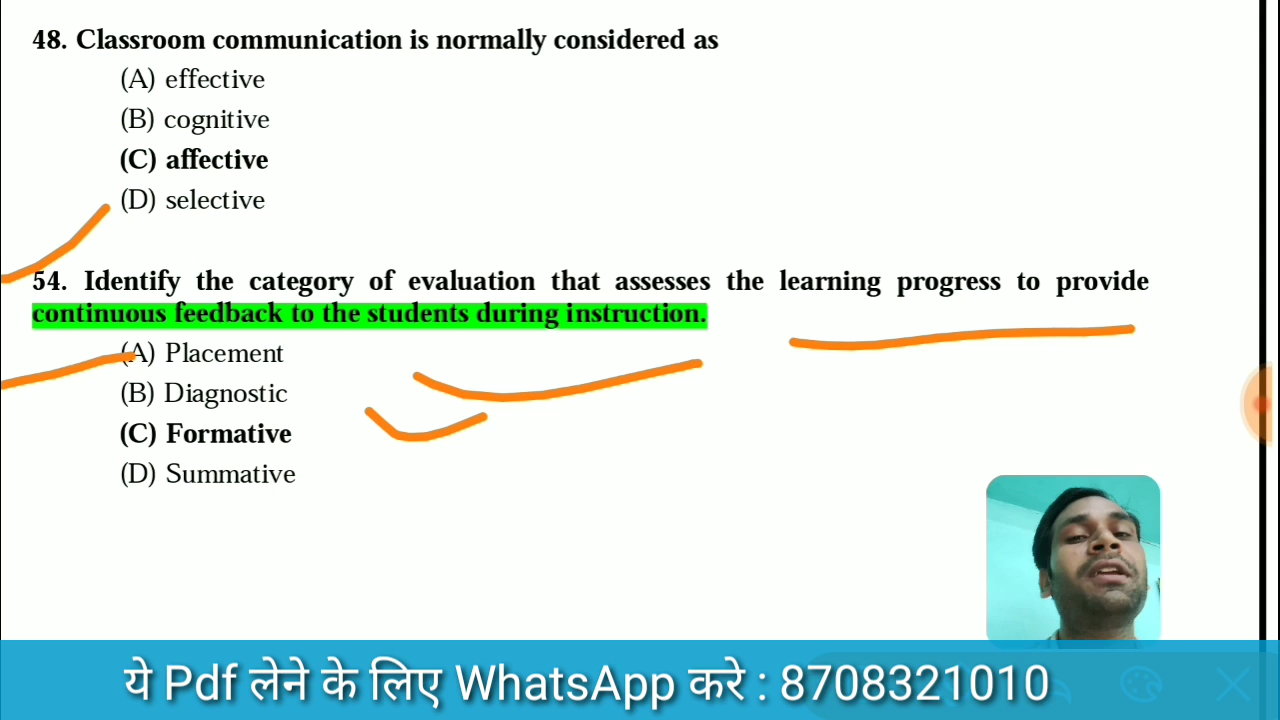 48. Classroom communication is normally considered as
(A) effective
(B) cognitive
(C) affective
(D) selective
54. Identify the category of evaluation that assesses the learning progress to provide
continuous feedback to the students during instruction.
(A) Placement
(B) Diagnostic
(C) Formative
(D) Summative
ये Pdf लेने के लिए WhatsApp करे : 8708321010